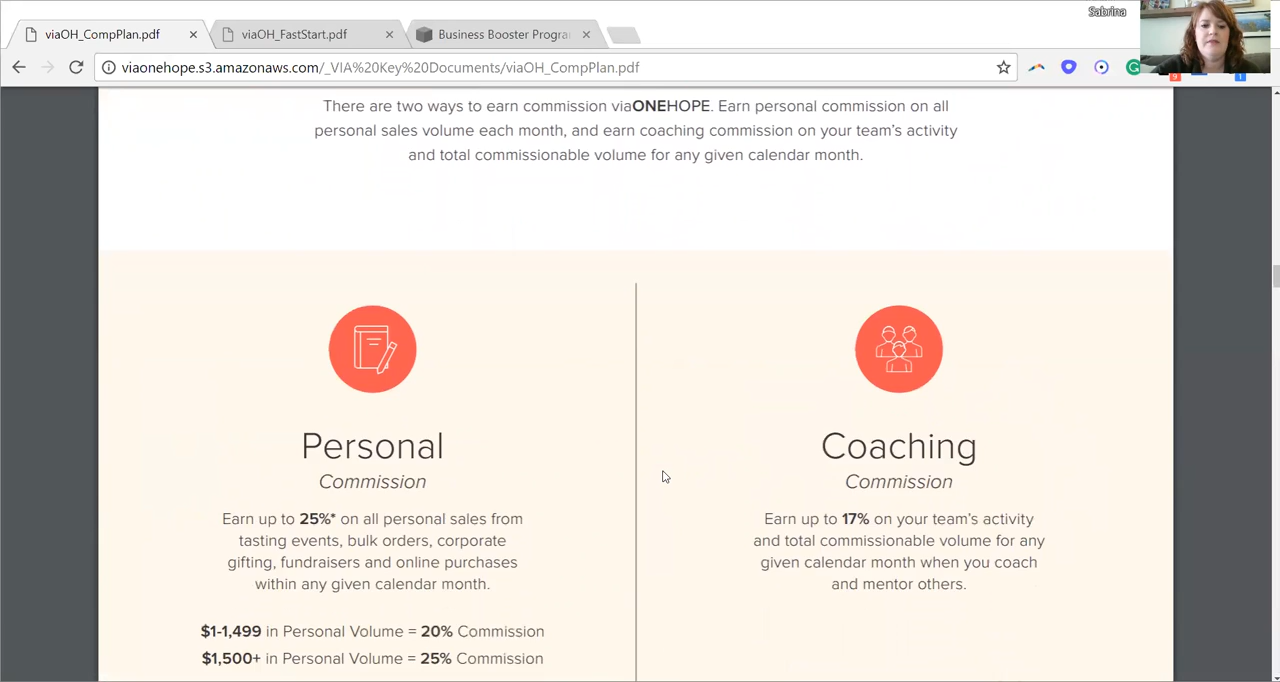 Sabrina
viaOH_CompPlan.pdf
viaOH_FastStart.pdf
Business Booster Progra
viaonehope.s3.amazonaws.com/_VIA%20Key%20Documents/viaOH_CompPlan.pdf
There are two ways to earn commission viaONEHOPE. Earn personal commission on all
personal sales volume each month, and earn coaching commission on your team's activity
and total commissionable volume for any given calendar month.
Personal
Commission
Earn up to 25%* on all personal sales from
tasting events, bulk orders, corporate
gifting, fundraisers and online purchases
within any given calendar month.
$1-1,499 in Personal Volume = 20% Commission
$1,500+ in Personal Volume = 25% Commission
Coaching
Commission
Earn up to 17% on your team's activity
and total commissionable volume for any
given calendar month when you coach
and mentor others.